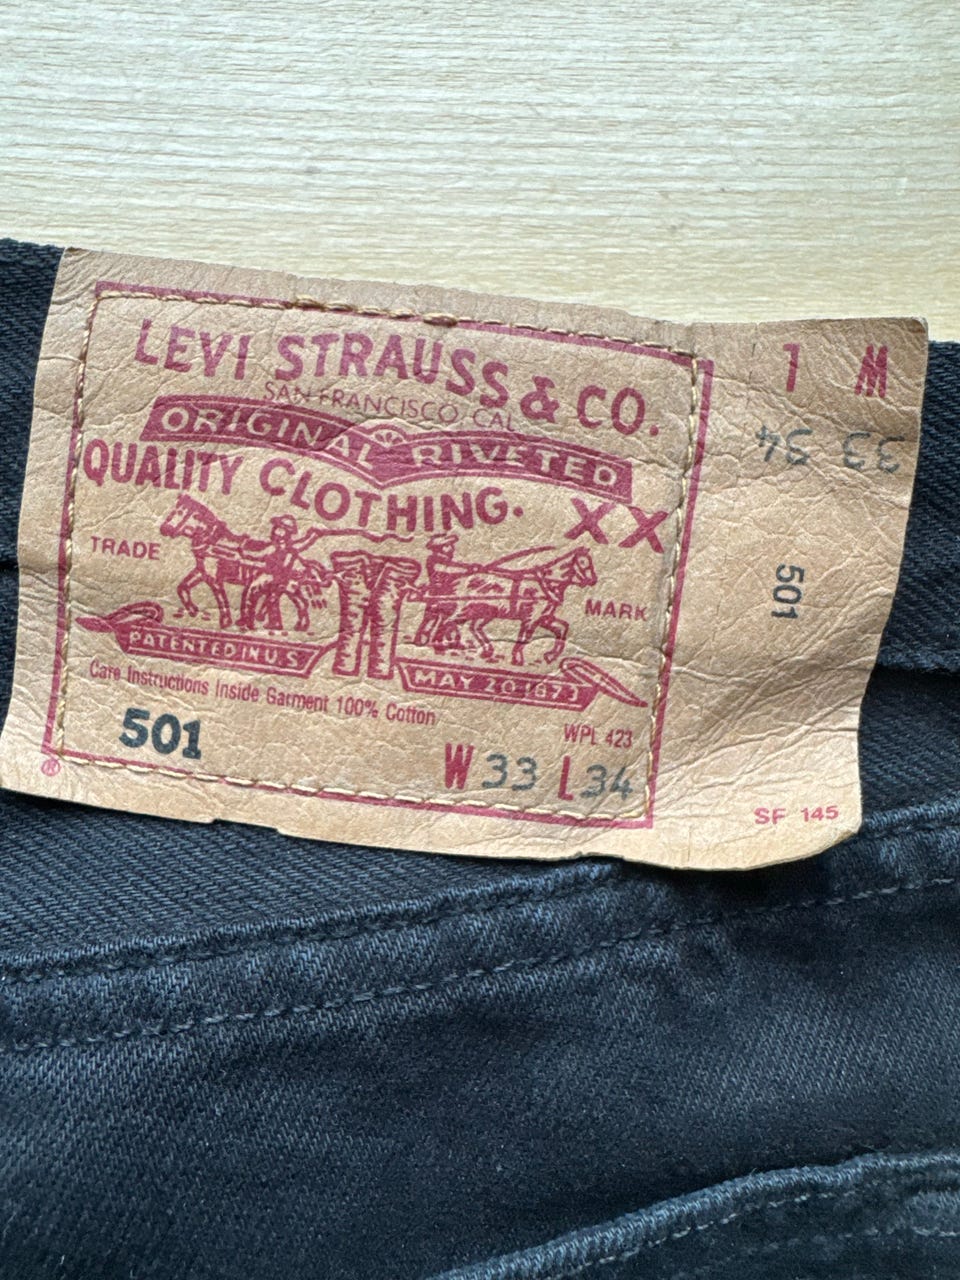 LEVI STRAUSS & CO.
SAN FRANCISCO CAL
ORIGINAL RIVETED
QUALITY CLOTHING.
XX
TRADE MARK
PATENTED IN U.S.
MAY 20 1873
Care Instructions Inside Garment 100% Cotton
WPL 423
501
W 33 L 34
®
1 M
33 34
501
SF 145